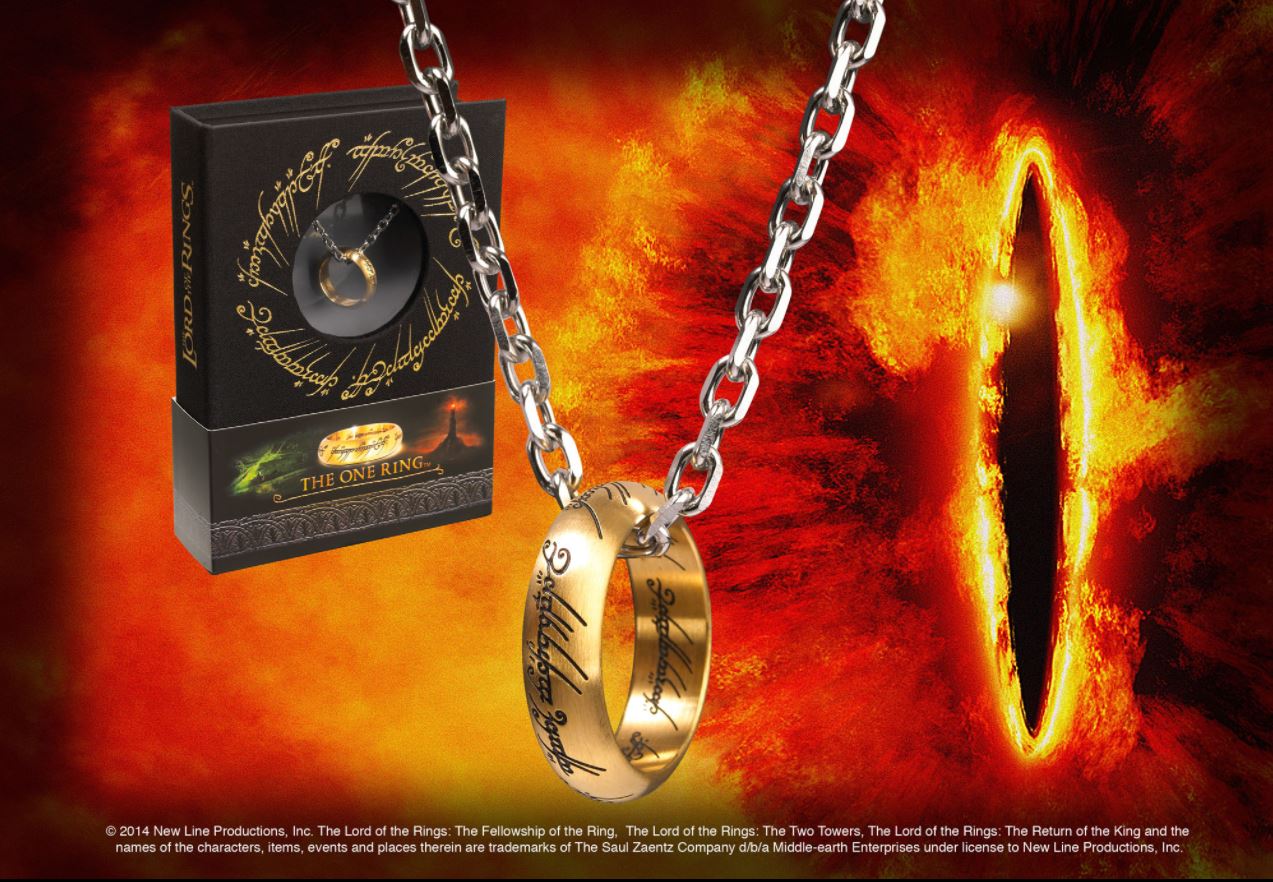 THE LORD OF THE RINGS
THE ONE RING™
© 2014 New Line Productions, Inc. The Lord of the Rings: The Fellowship of the Ring, The Lord of the Rings: The Two Towers, The Lord of the Rings: The Return of the King and the
names of the characters, items, events and places therein are trademarks of The Saul Zaentz Company d/b/a Middle-earth Enterprises under license to New Line Productions, Inc.